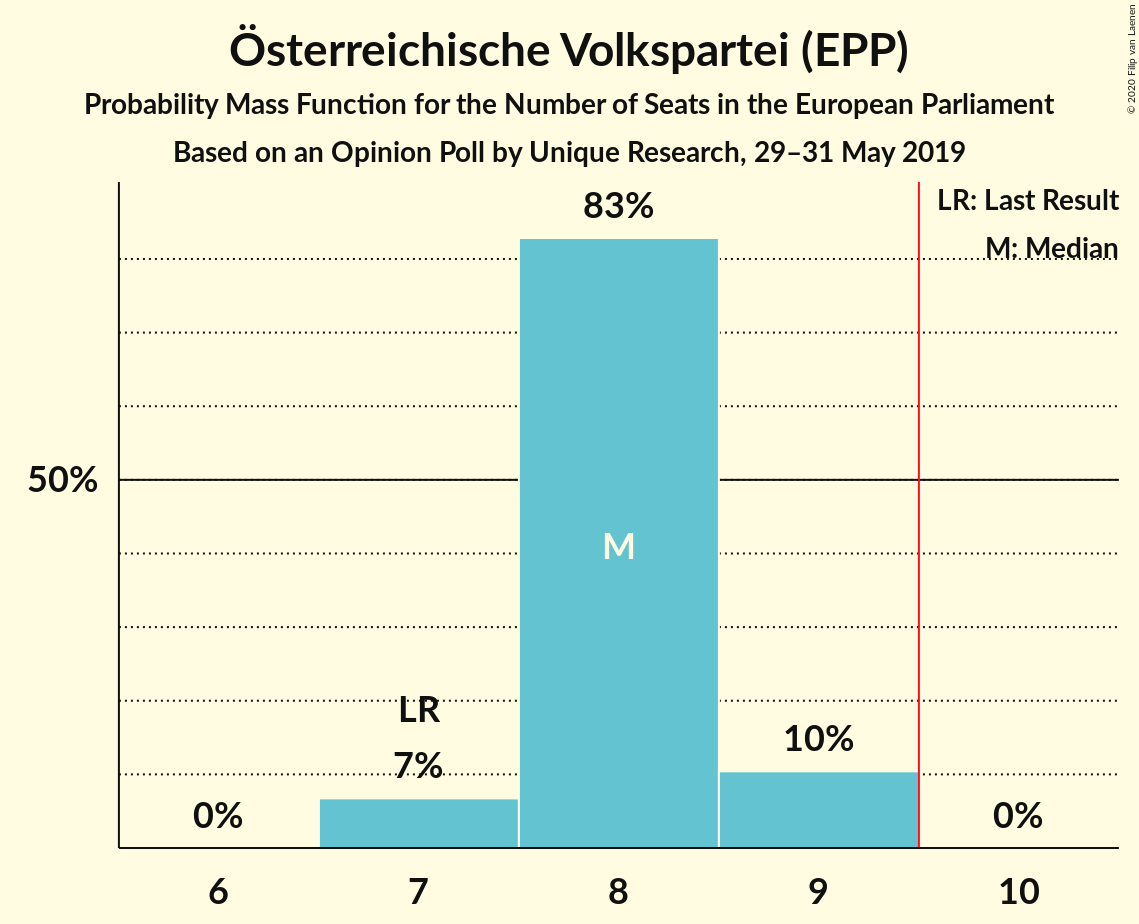 Österreichische Volkspartei (EPP)
Probability Mass Function for the Number of Seats in the European Parliament
Based on an Opinion Poll by Unique Research, 29–31 May 2019
© 2020 Filip van Laenen
LR: Last Result
M: Median
83%
50%
M
LR
7%
10%
0%
0%
6 7 8 9 10